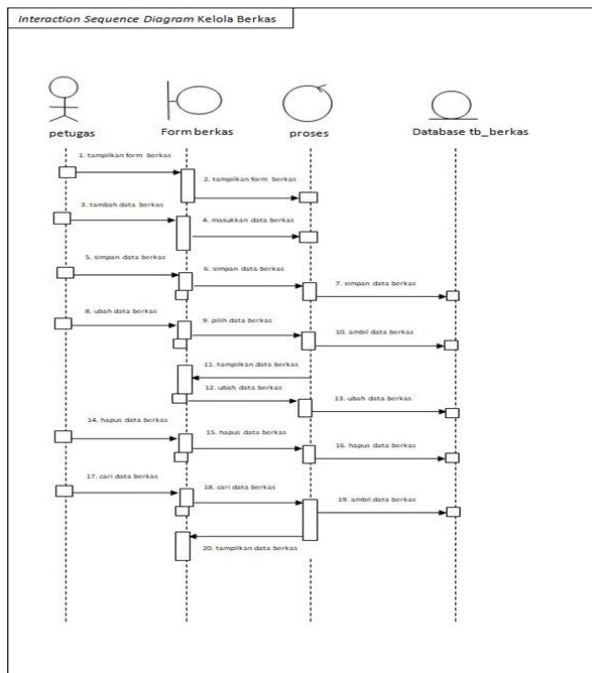 Interaction Sequence Diagram Kelola Berkas
petugas
Form berkas
proses
Database tb_berkas
1. tampilkan form berkas
2. tampilkan form berkas
3. tambah data berkas
4. masukkan data berkas
5. simpan data berkas
6. simpan data berkas
7. simpan data berkas
8. ubah data berkas
9. pilih data berkas
10. ambil data berkas
11. tampilkan data berkas
12. ubah data berkas
13. ubah data berkas
14. hapus data berkas
15. hapus data berkas
16. hapus data berkas
17. cari data berkas
18. cari data berkas
19. ambil data berkas
20. tampilkan data berkas